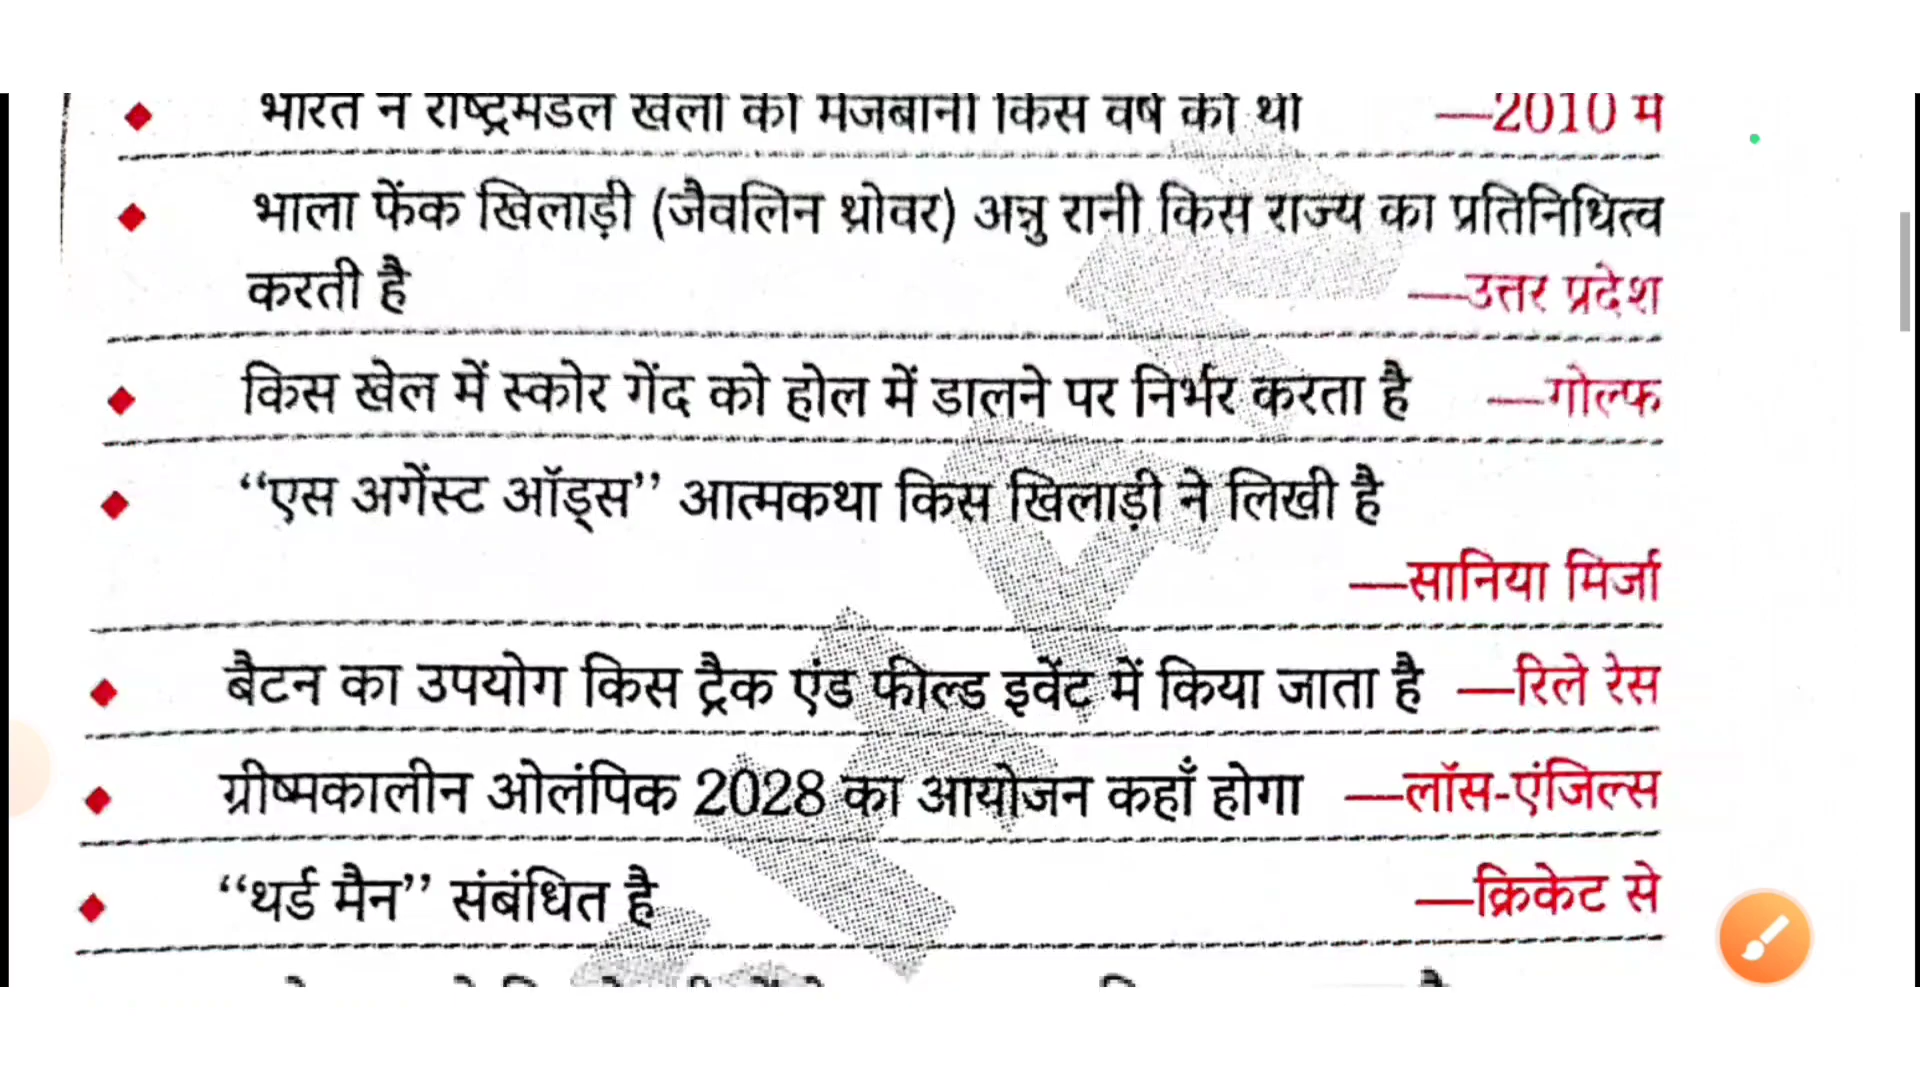 भारत ने राष्ट्रमंडल खेलों की मेजबानी किस वर्ष की थी —2010 में
भाला फेंक खिलाड़ी (जैवलिन थ्रोवर) अन्नु रानी किस राज्य का प्रतिनिधित्व
करती है —उत्तर प्रदेश
किस खेल में स्कोर गेंद को होल में डालने पर निर्भर करता है —गोल्फ
“एस अगेंस्ट ऑड्स” आत्मकथा किस खिलाड़ी ने लिखी है
—सानिया मिर्जा
बैटन का उपयोग किस ट्रैक एंड फील्ड इवेंट में किया जाता है —रिले रेस
ग्रीष्मकालीन ओलंपिक 2028 का आयोजन कहाँ होगा —लॉस-एंजिल्स
“थर्ड मैन” संबंधित है —क्रिकेट से